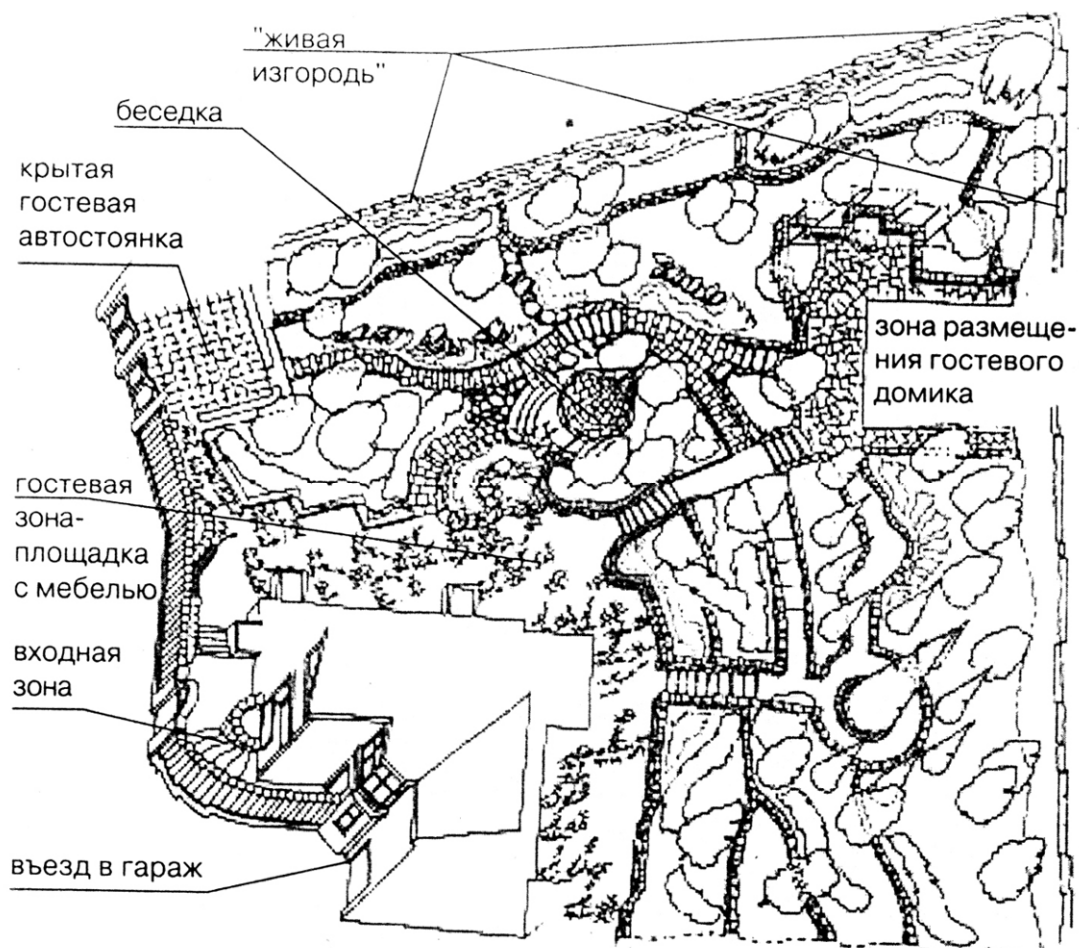 "живая
изгородь"
беседка
крытая
гостевая
автостоянка
зона размеще-
ния гостевого
домика
гостевая
зона-
площадка
с мебелью
входная
зона
въезд в гараж